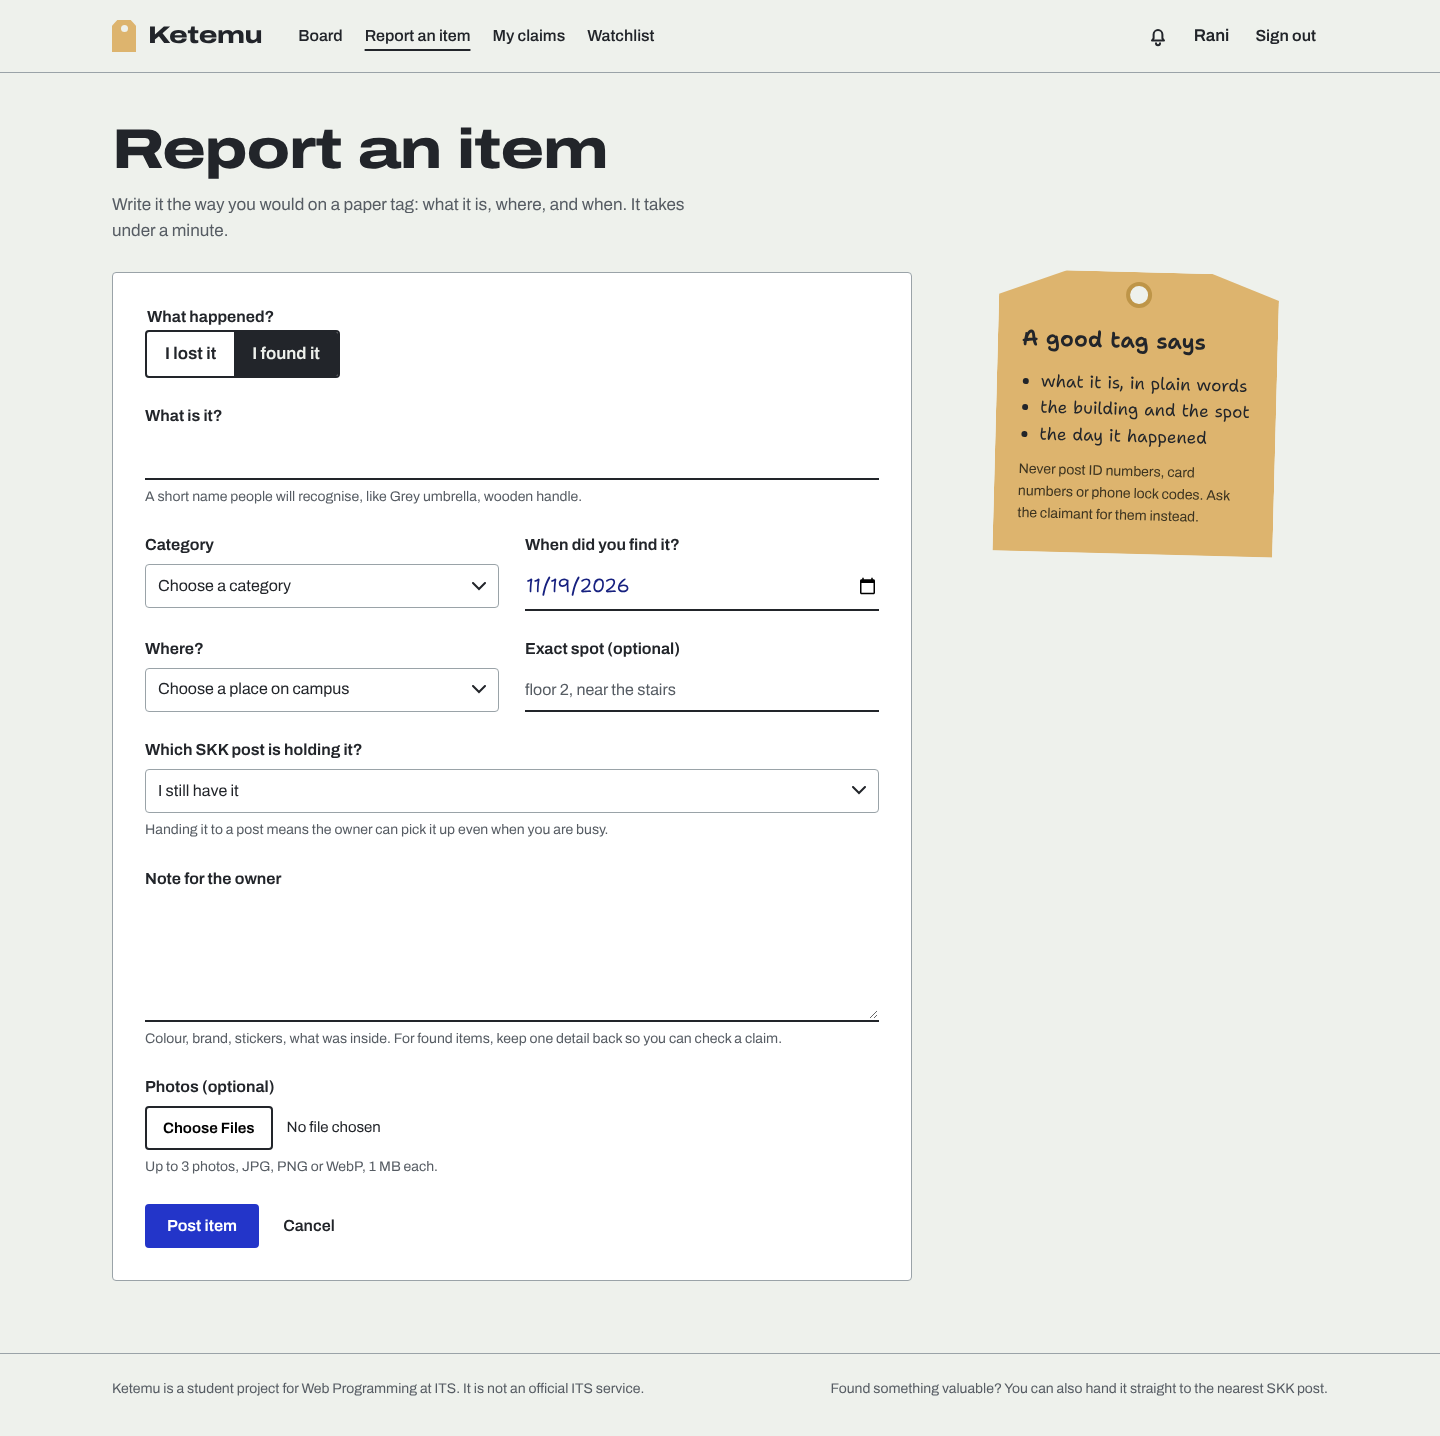 Ketemu
Board
Report an item
My claims
Watchlist
Rani
Sign out
Report an item
Write it the way you would on a paper tag: what it is, where, and when. It takes
under a minute.
What happened?
I lost it
I found it
What is it?
A short name people will recognise, like Grey umbrella, wooden handle.
Category
When did you find it?
Choose a category
11/19/2026
Where?
Exact spot (optional)
Choose a place on campus
floor 2, near the stairs
Which SKK post is holding it?
I still have it
Handing it to a post means the owner can pick it up even when you are busy.
Note for the owner
Colour, brand, stickers, what was inside. For found items, keep one detail back so you can check a claim.
Photos (optional)
Choose Files
No file chosen
Up to 3 photos, JPG, PNG or WebP, 1 MB each.
Post item
Cancel
A good tag says
what it is, in plain words
the building and the spot
the day it happened
Never post ID numbers, card
numbers or phone lock codes. Ask
the claimant for them instead.
Ketemu is a student project for Web Programming at ITS. It is not an official ITS service.
Found something valuable? You can also hand it straight to the nearest SKK post.